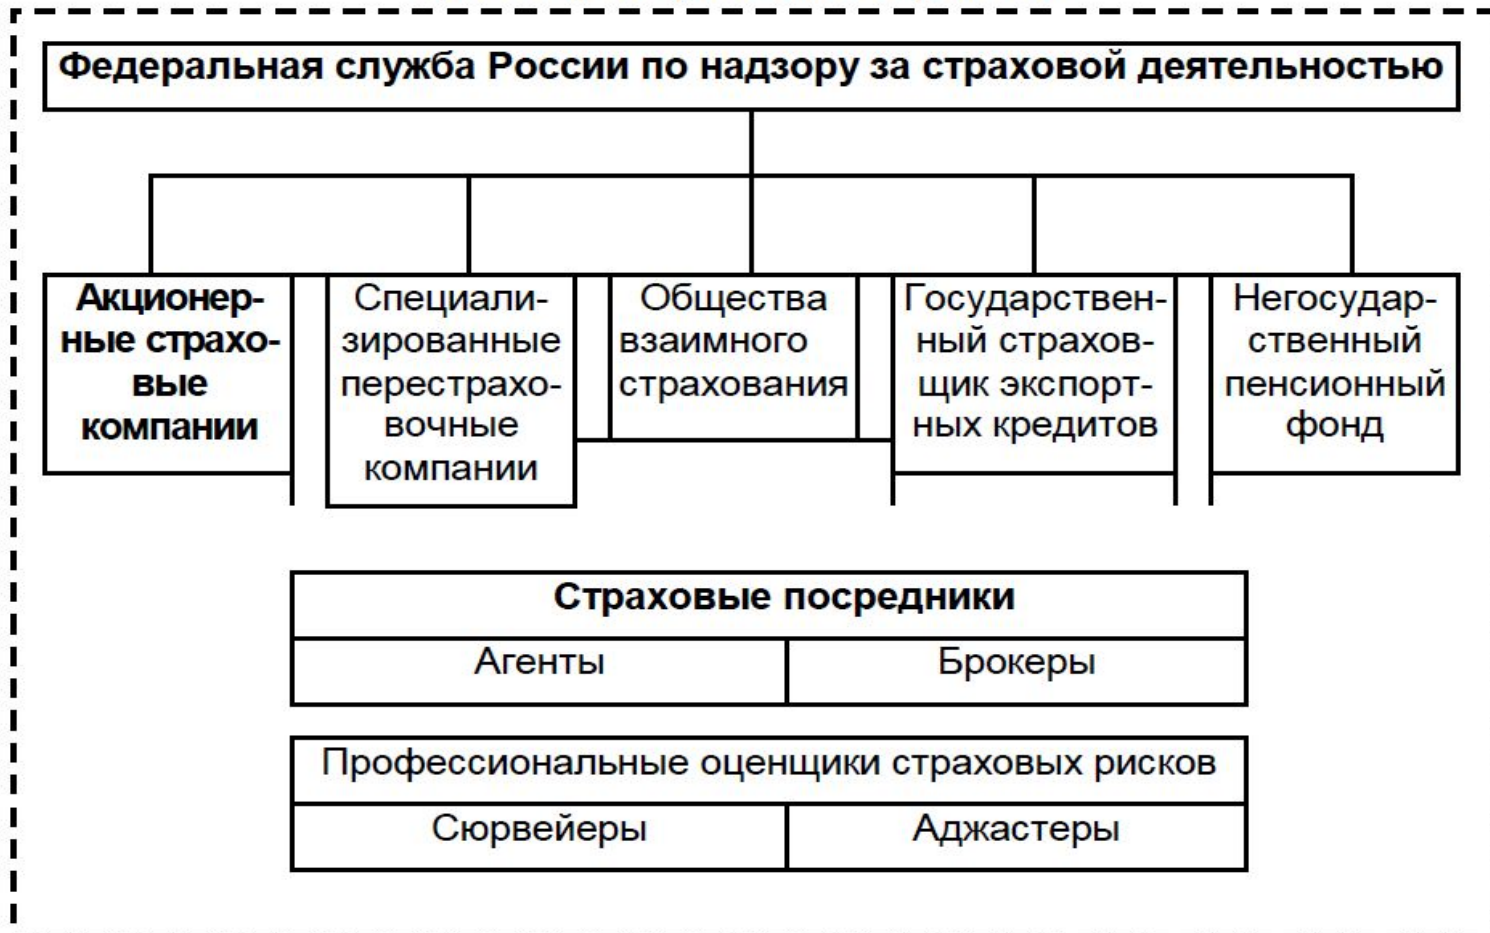 Федеральная служба России по надзору за страховой деятельностью
Акционер-
ные страхо-
вые
компании
Специали-
зированные
перестрахо-
вочные
компании
Общества
взаимного
страхования
Государствен-
ный страхов-
щик экспорт-
ных кредитов
Негосудар-
ственный
пенсионный
фонд
Страховые посредники
Агенты
Брокеры
Профессиональные оценщики страховых рисков
Сюрвейеры
Аджастеры